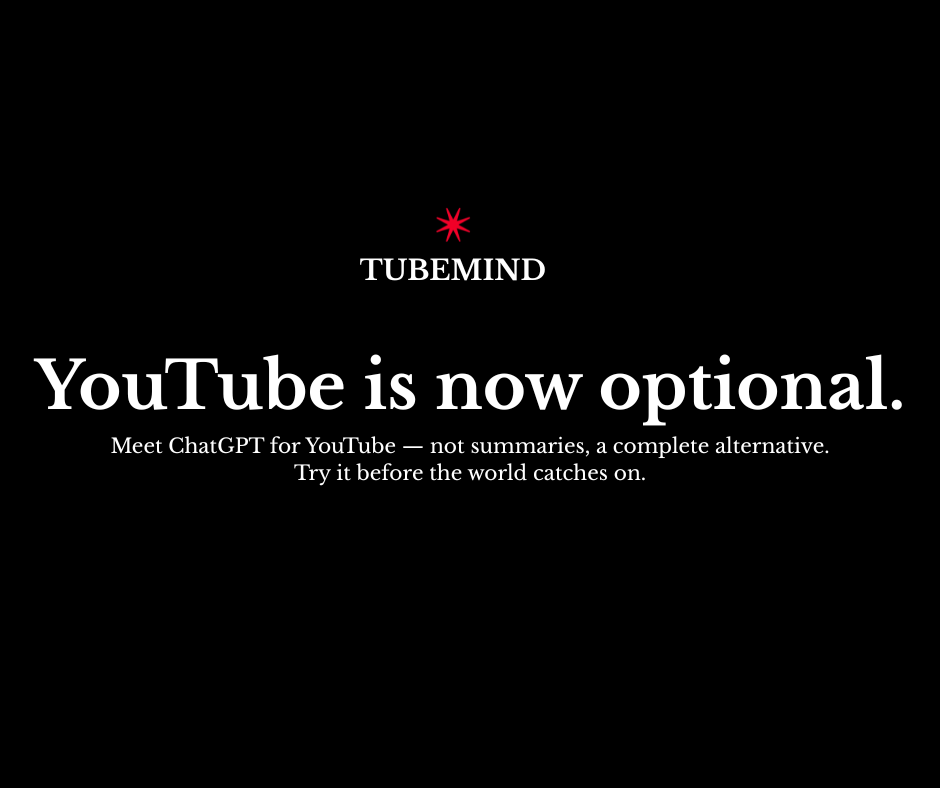 TUBEMIND
YouTube is now optional.
Meet ChatGPT for YouTube — not summaries, a complete alternative.
Try it before the world catches on.